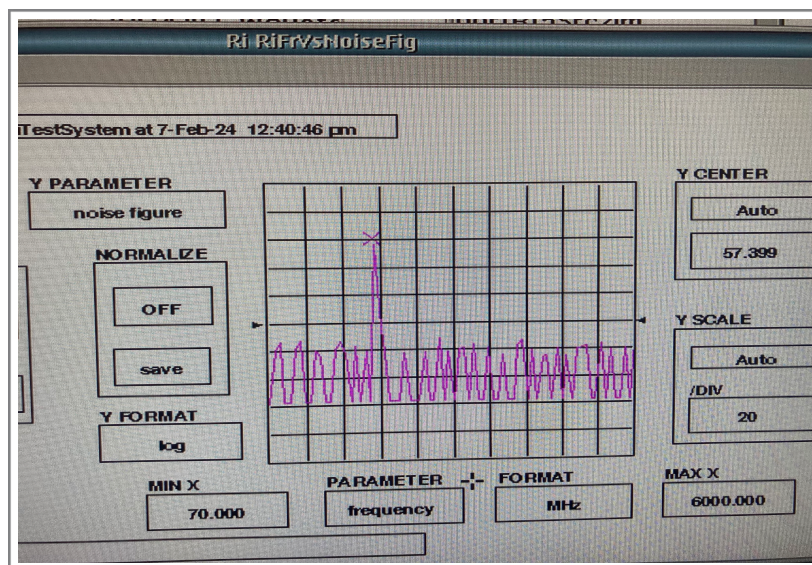 Ri RiFrVsNoiseFig
TestSystem at 7-Feb-24 12:40:46 pm
Y PARAMETER
noise figure
NORMALIZE
OFF
save
Y FORMAT
log
Y CENTER
Auto
57.399
Y SCALE
Auto
/DIV
20
MIN X
70.000
PARAMETER
frequency
FORMAT
MHz
MAX X
6000.000